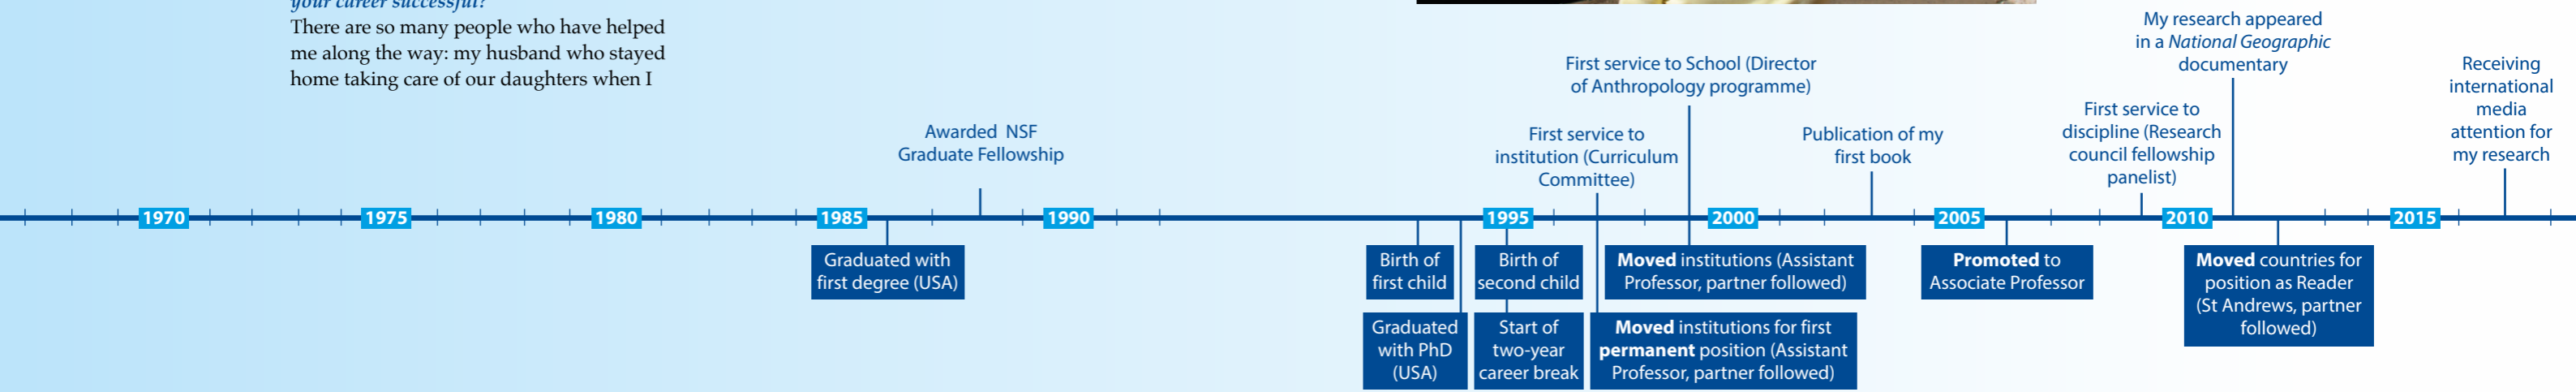 your career successful?
There are so many people who have helped
me along the way: my husband who stayed
home taking care of our daughters when I
My research appeared
in a National Geographic
documentary
First service to School (Director
of Anthropology programme)
Receiving
international
media
attention for
my research
First service to
discipline (Research
council fellowship
panelist)
Awarded NSF
Graduate Fellowship
First service to
institution (Curriculum
Committee)
Publication of my
first book
1970
1975
1980
1985
1990
1995
2000
2005
2010
2015
Graduated with
first degree (USA)
Birth of
first child
Birth of
second child
Moved institutions (Assistant
Professor, partner followed)
Promoted to
Associate Professor
Moved countries for
position as Reader
(St Andrews, partner
followed)
Graduated
with PhD
(USA)
Start of
two-year
career break
Moved institutions for first
permanent position (Assistant
Professor, partner followed)